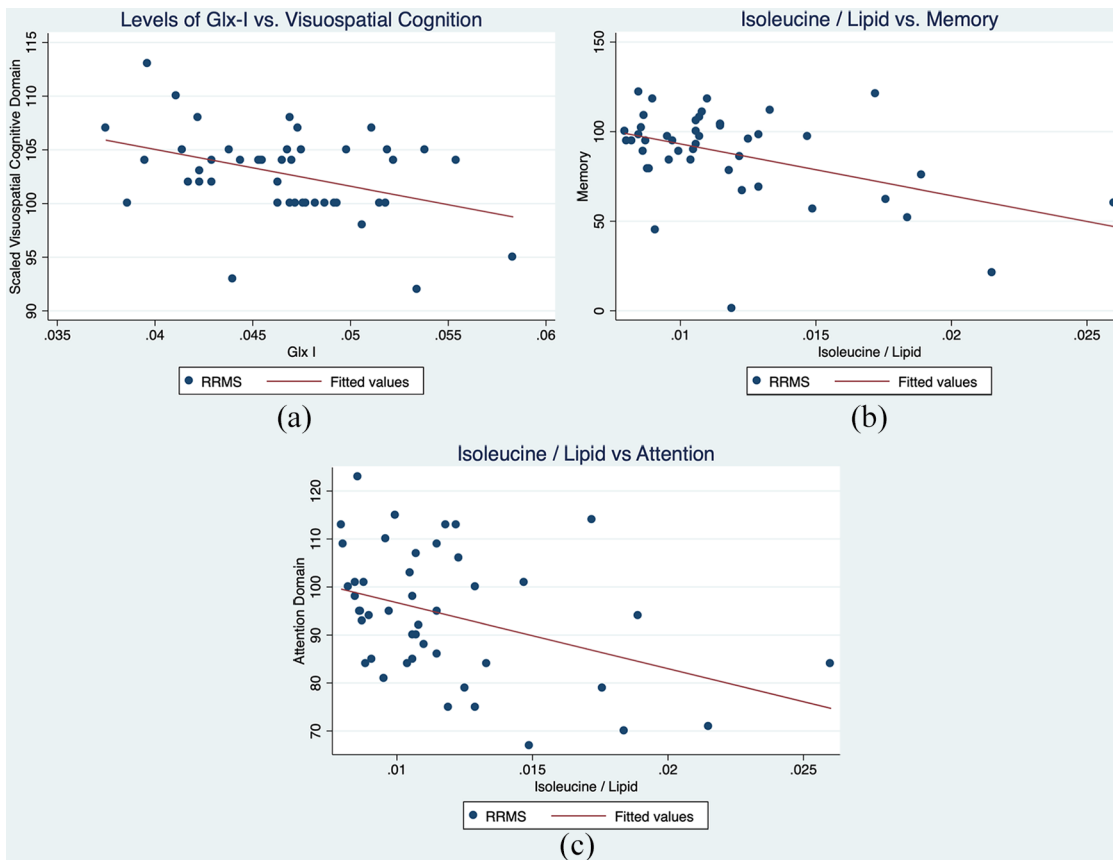 Levels of Glx-I vs. Visuospatial Cognition
Scaled Visuospatial Cognitive Domain
115
110
105
100
95
90
.035 .04 .045 .05 .055 .06
Glx I
RRMS Fitted values
(a)
Isoleucine / Lipid vs. Memory
Memory
150
100
50
0
.01 .015 .02 .025
Isoleucine / Lipid
RRMS Fitted values
(b)
Isoleucine / Lipid vs Attention
Attention Domain
120
110
100
90
80
70
.01 .015 .02 .025
Isoleucine / Lipid
RRMS Fitted values
(c)